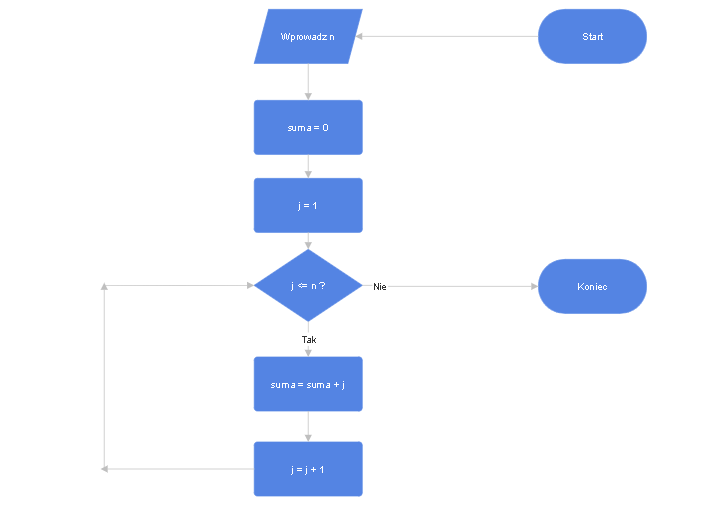 Start
Wprowadz n
suma = 0
j = 1
j <= n ?
Nie
Koniec
Tak
suma = suma + j
j = j + 1